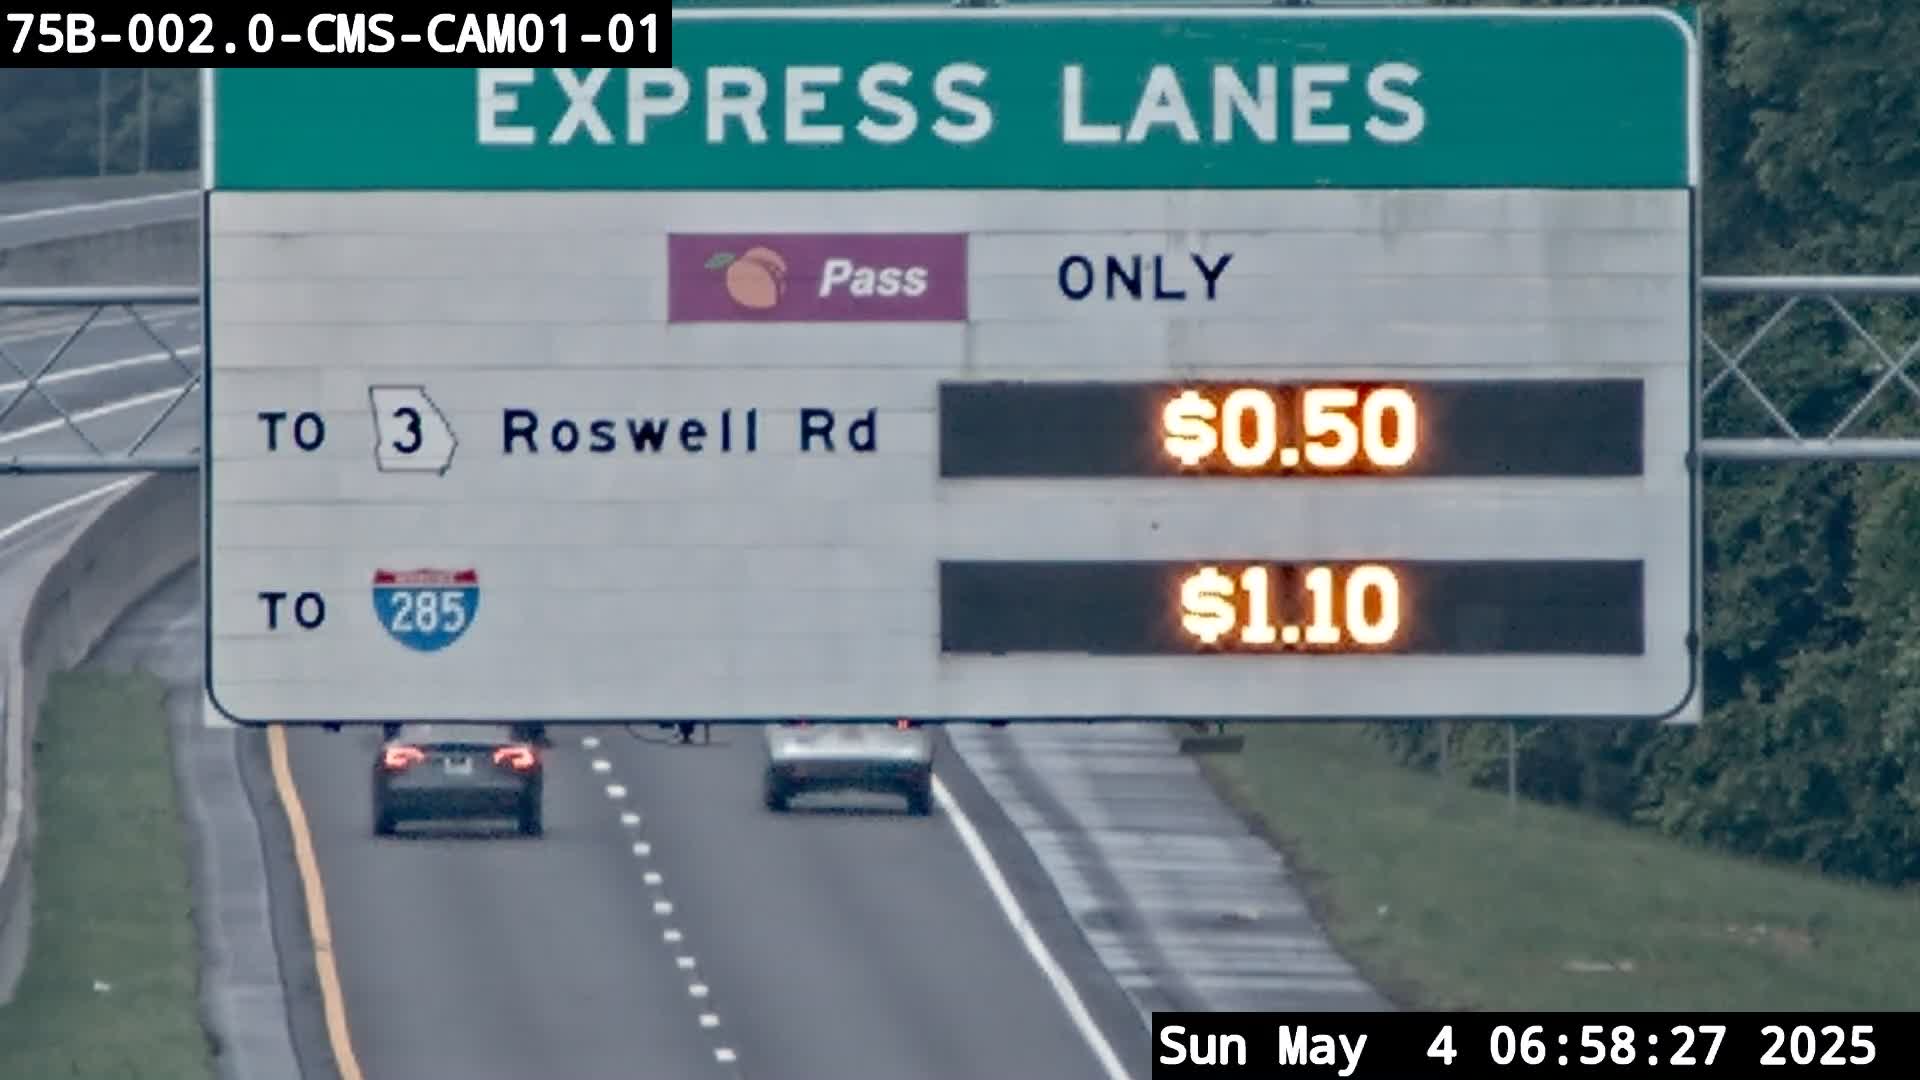 75B-002.0-CMS-CAM01-01
EXPRESS LANES
Pass ONLY
TO 3 Roswell Rd $0.50
TO 285 $1.10
Sun May 4 06:58:27 2025